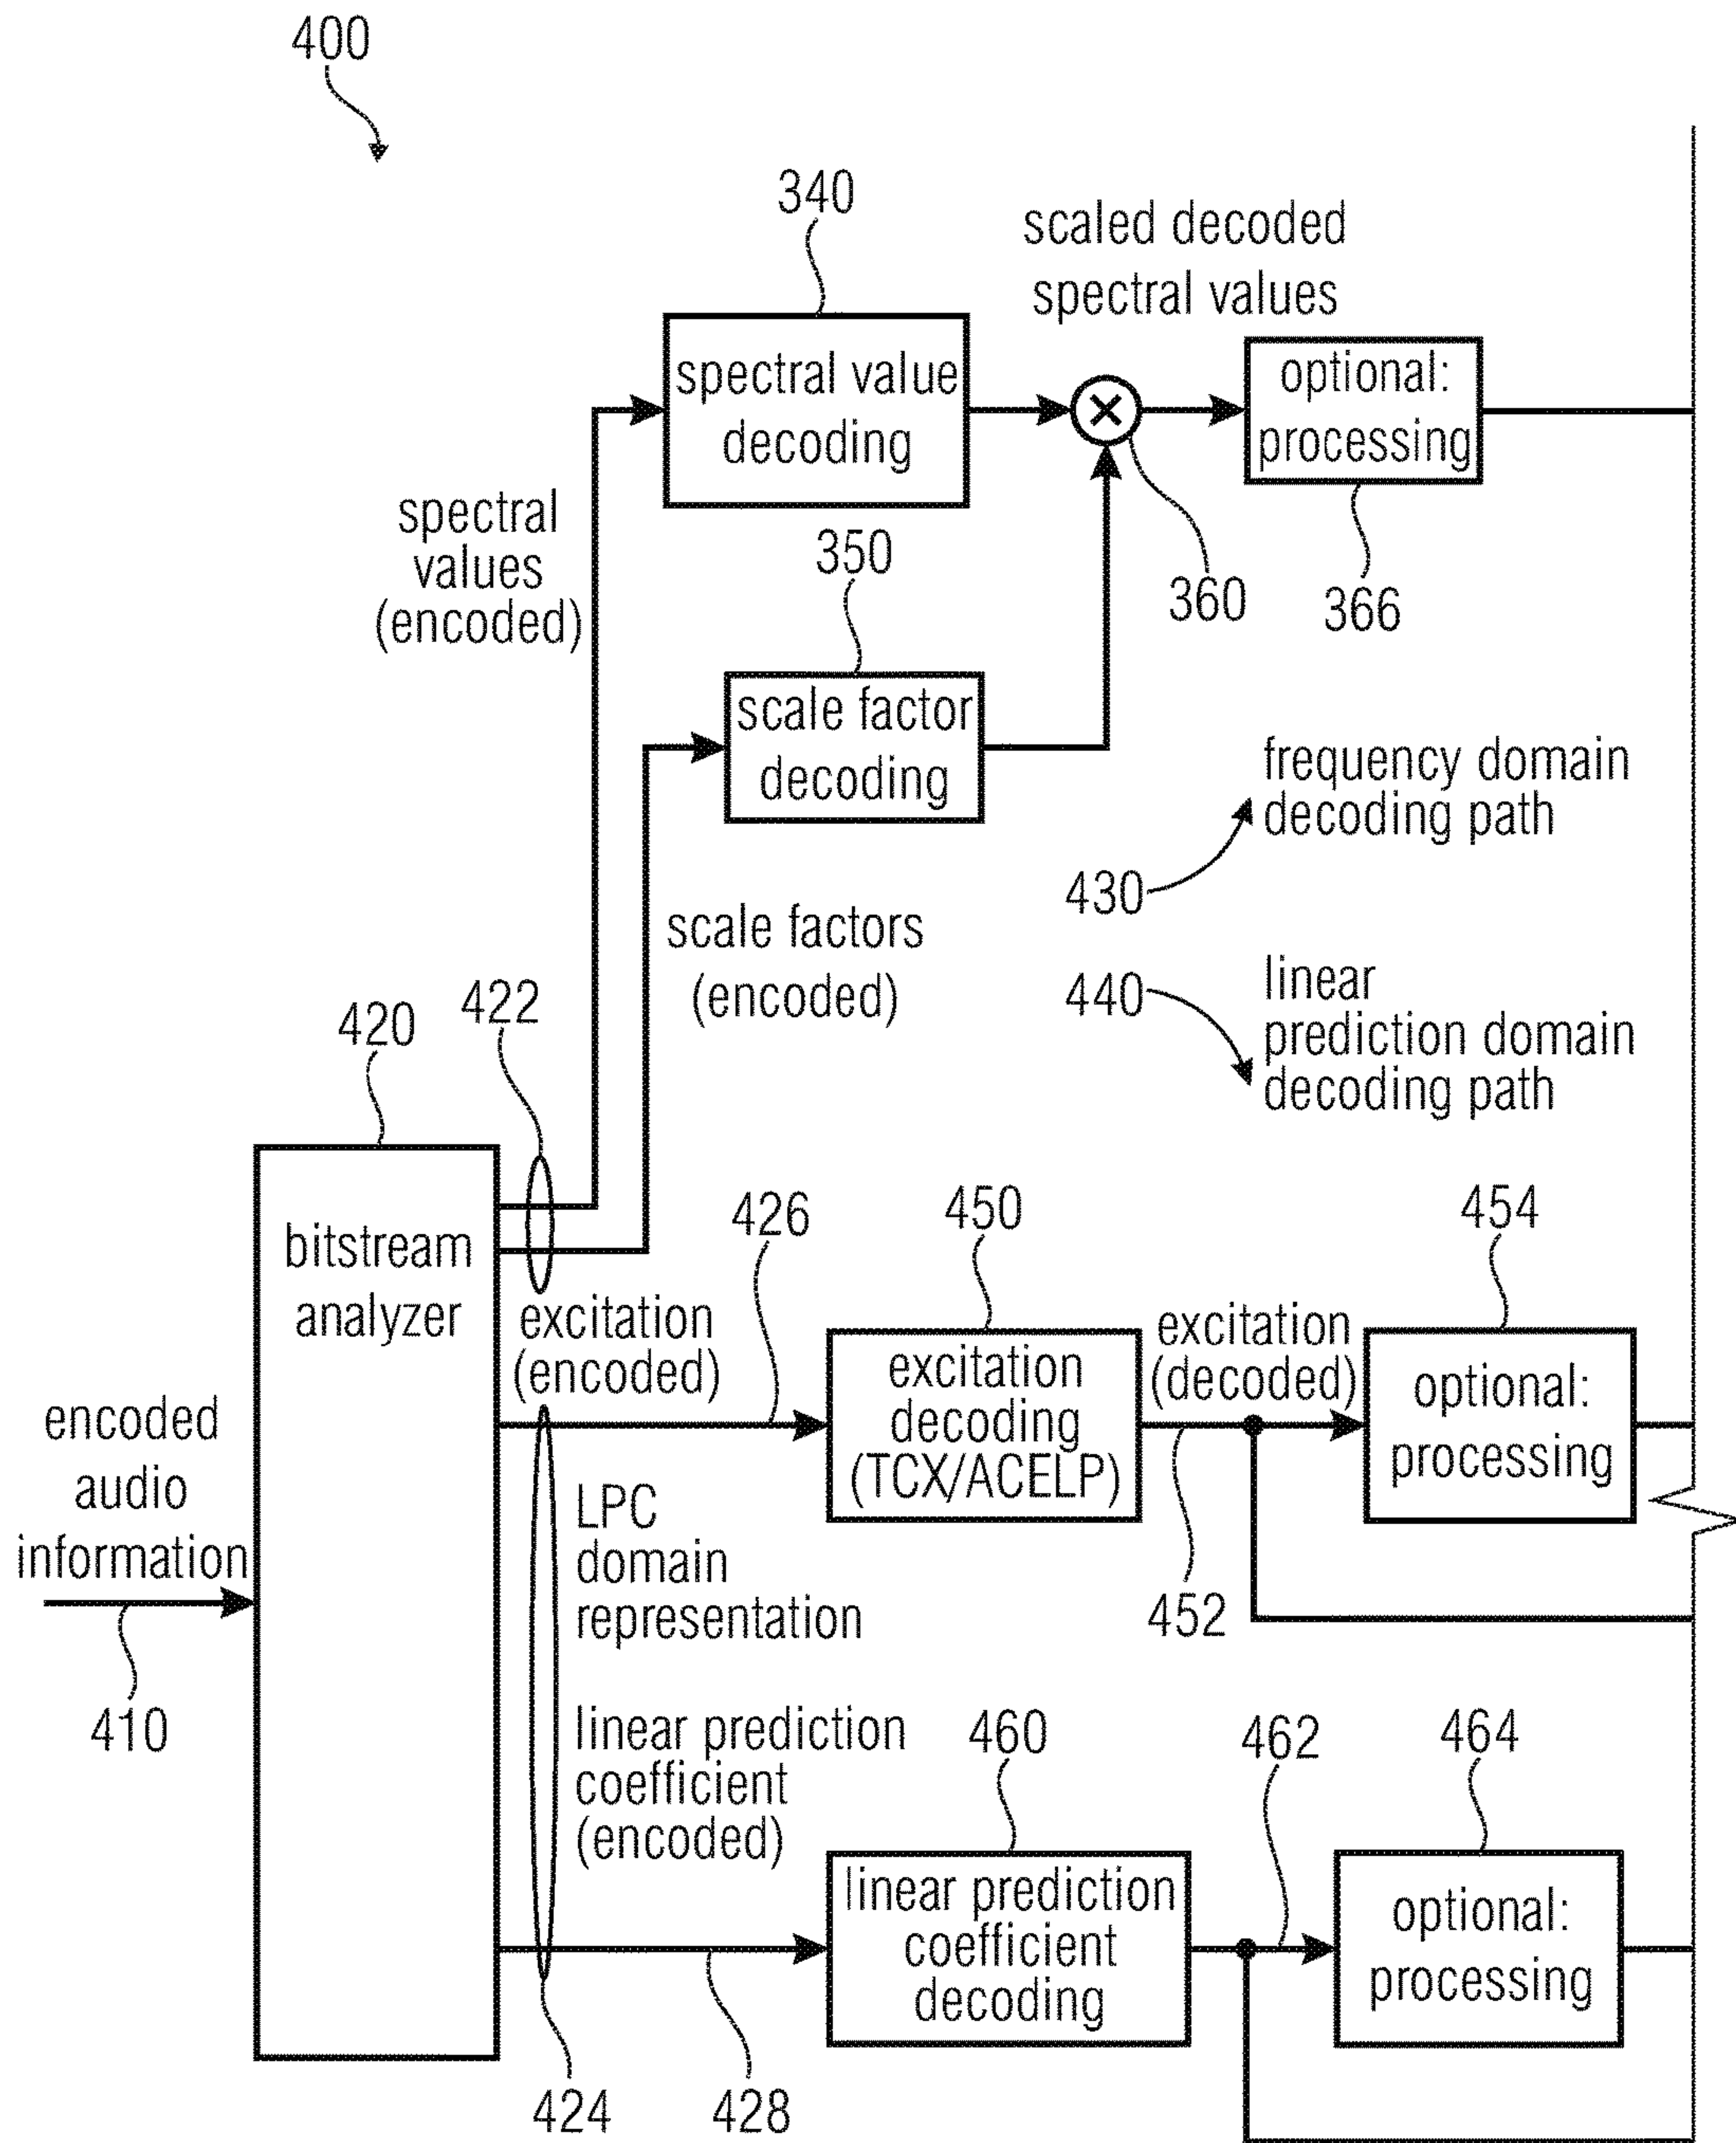 400
340
scaled decoded
spectral values
spectral value
decoding
optional:
processing
spectral
values
(encoded)
350
360
366
scale factor
decoding
frequency domain
decoding path
430
scale factors
(encoded)
linear
prediction domain
decoding path
440
422
420
bitstream
analyzer
426
450
454
excitation
(encoded)
excitation
decoding
(TCX/ACELP)
excitation
(decoded)
optional:
processing
encoded
audio
information
LPC
domain
representation
452
410
linear prediction
coefficient
(encoded)
460
462
464
linear prediction
coefficient
decoding
optional:
processing
424
428